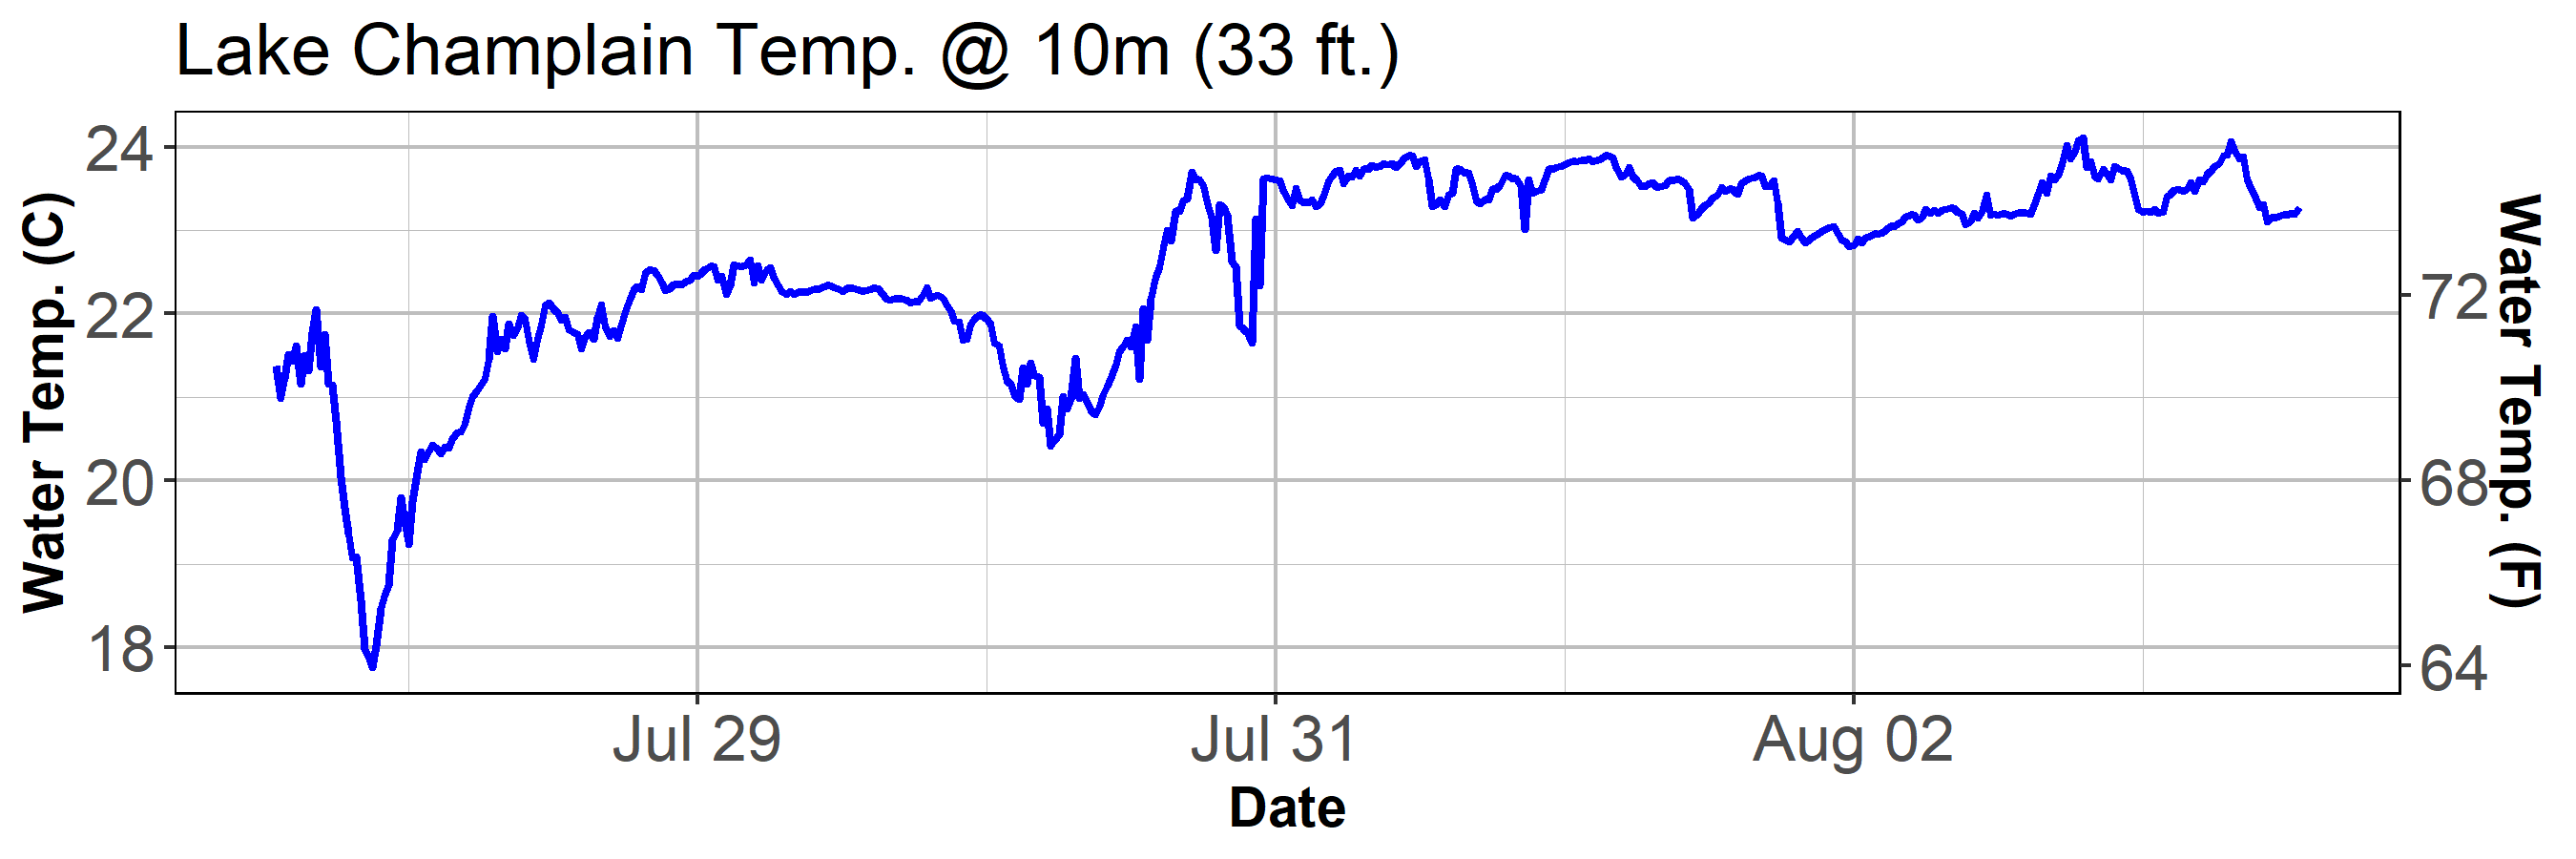 Lake Champlain Temp. @ 10m (33 ft.)
Water Temp. (C)
24
22
20
18
72
68
64
Water Temp. (F)
Jul 29
Jul 31
Aug 02
Date